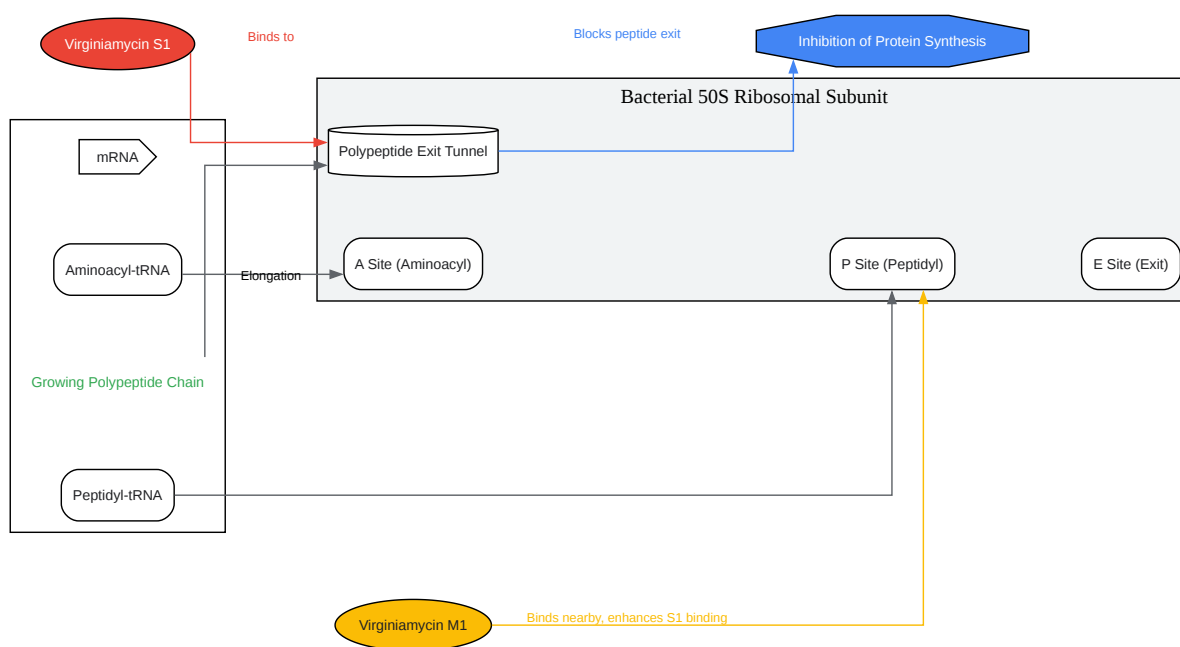 Virginiamycin S1
Binds to
Blocks peptide exit
Inhibition of Protein Synthesis
Bacterial 50S Ribosomal Subunit
mRNA
Polypeptide Exit Tunnel
Aminoacyl-tRNA
Elongation
A Site (Aminoacyl)
P Site (Peptidyl)
E Site (Exit)
Growing Polypeptide Chain
Peptidyl-tRNA
Virginiamycin M1
Binds nearby, enhances S1 binding